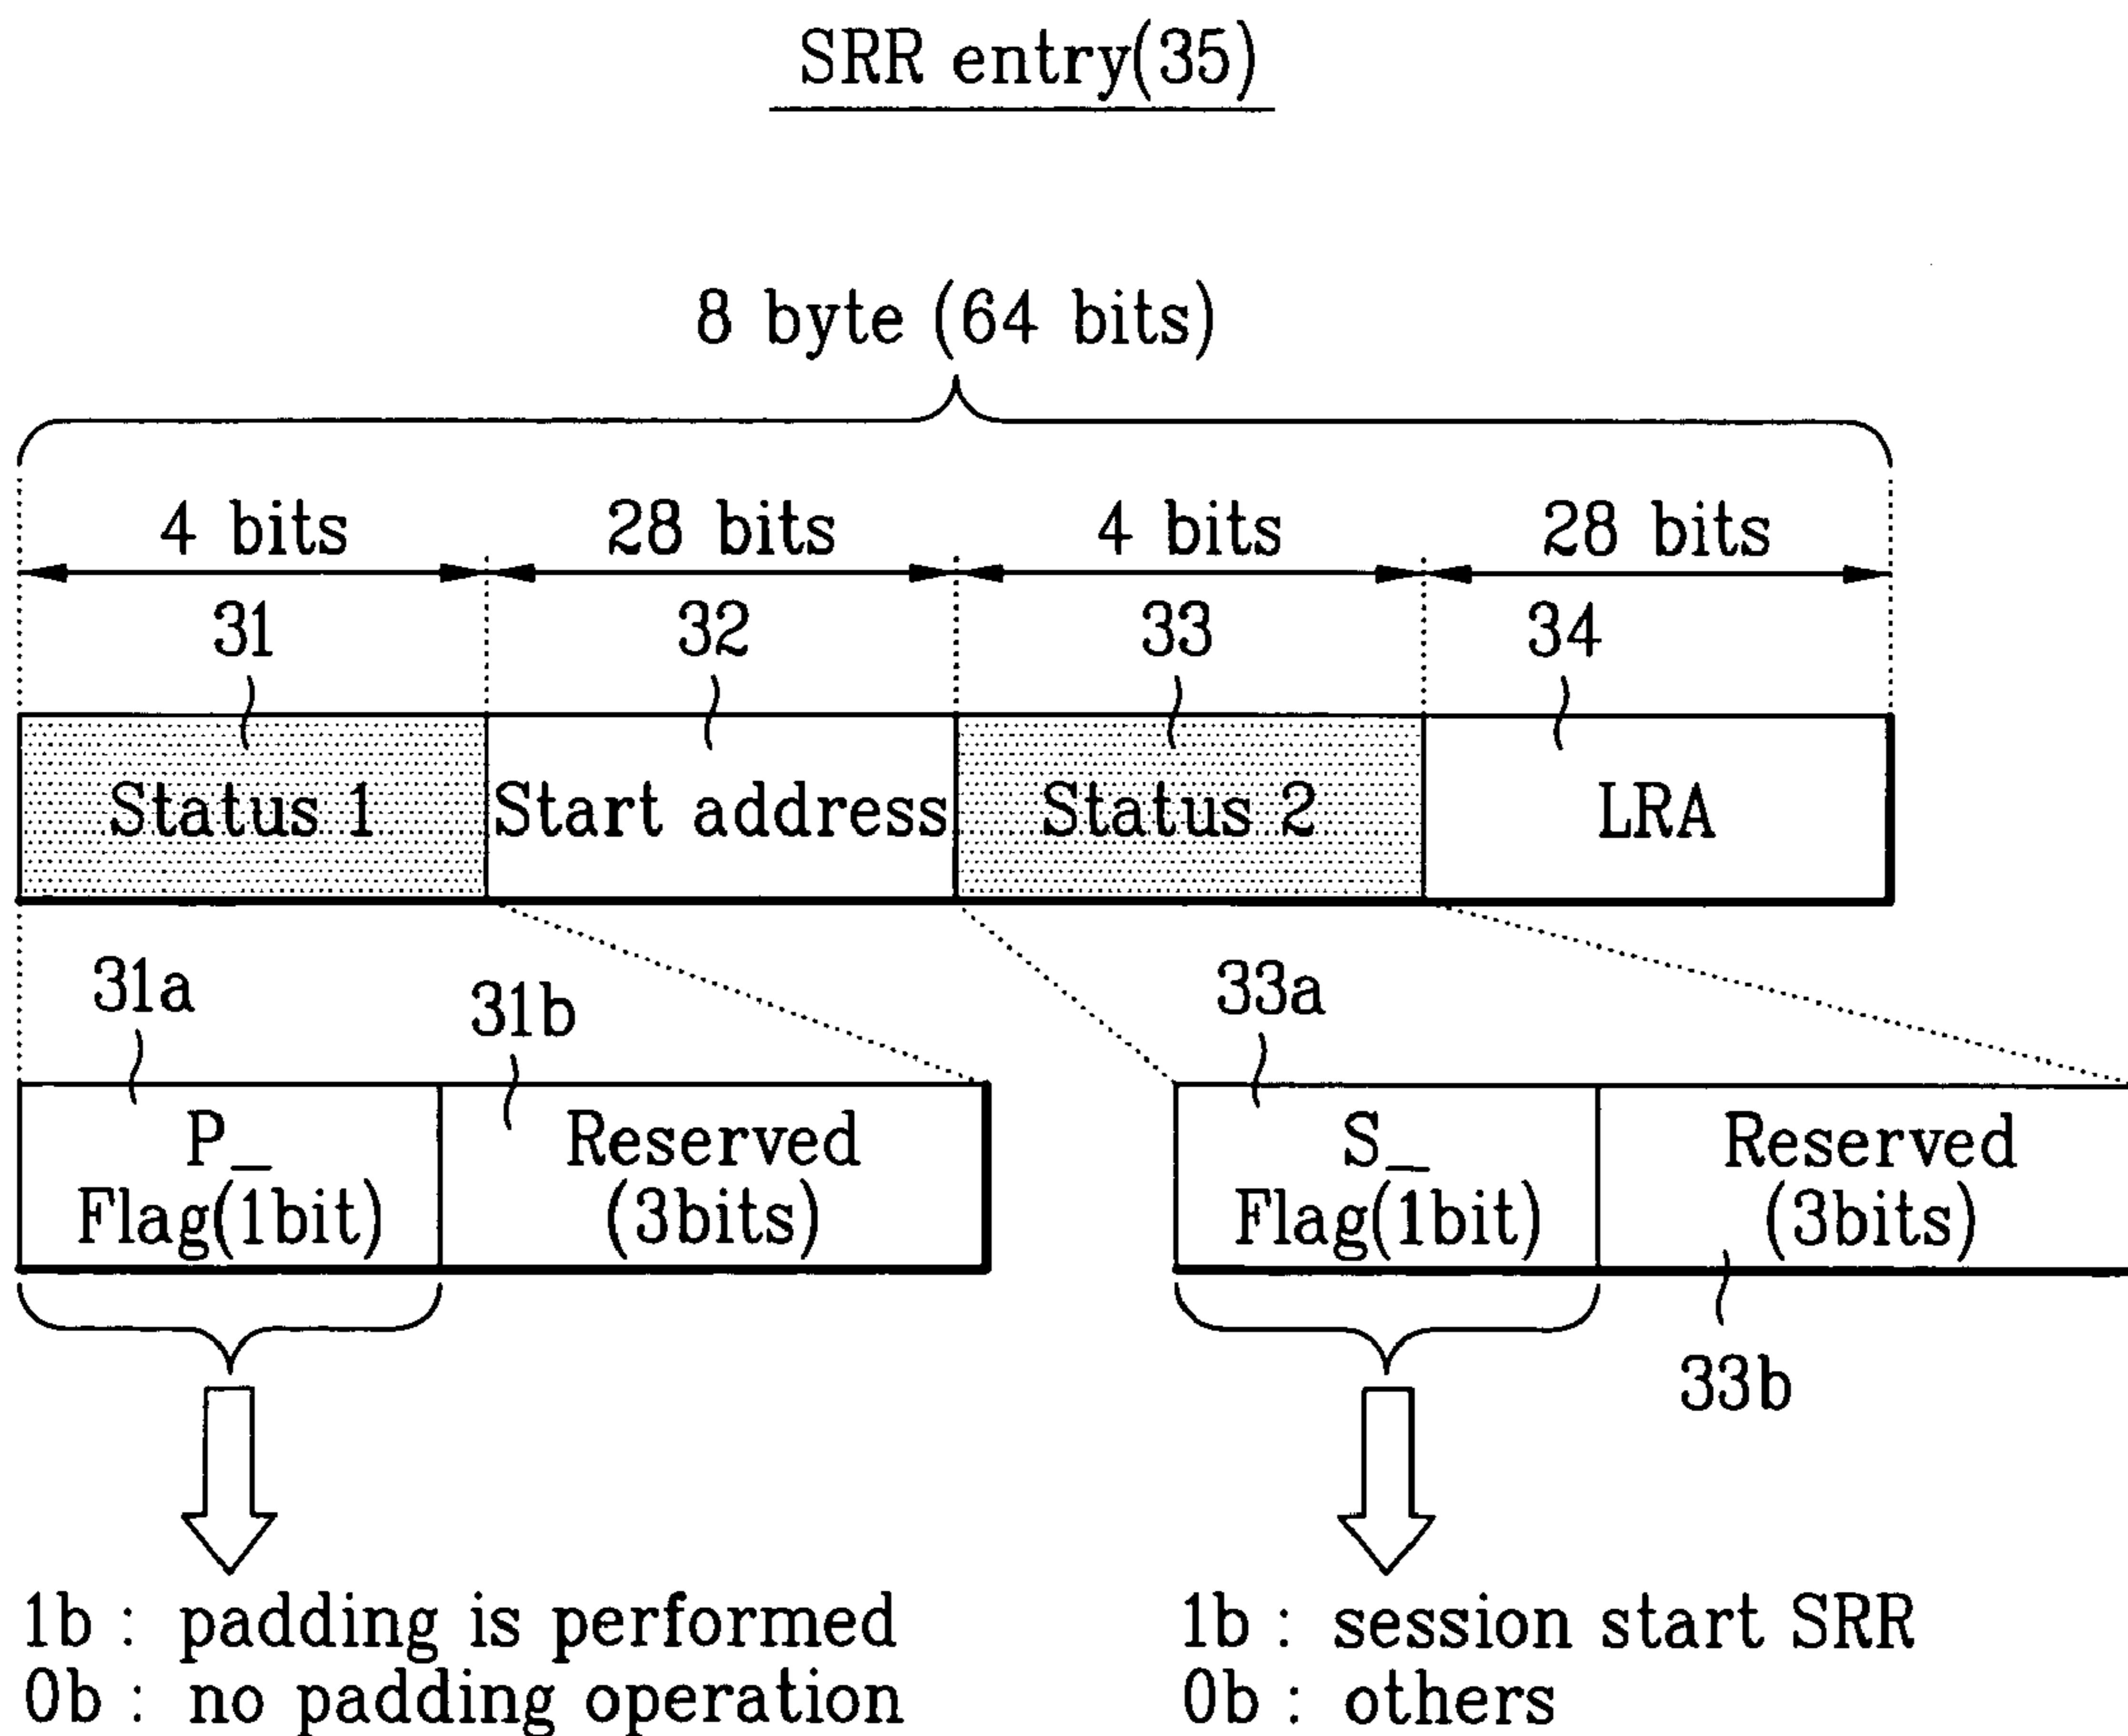 SRR entry(35)
8 byte (64 bits)
4 bits 28 bits 4 bits 28 bits
31 32 33 34
Status 1 Start address Status 2 LRA
31a 31b 33a
P_ Flag(1bit)
Reserved (3bits)
S_ Flag(1bit)
Reserved (3bits)
33b
1b : padding is performed
0b : no padding operation
1b : session start SRR
0b : others